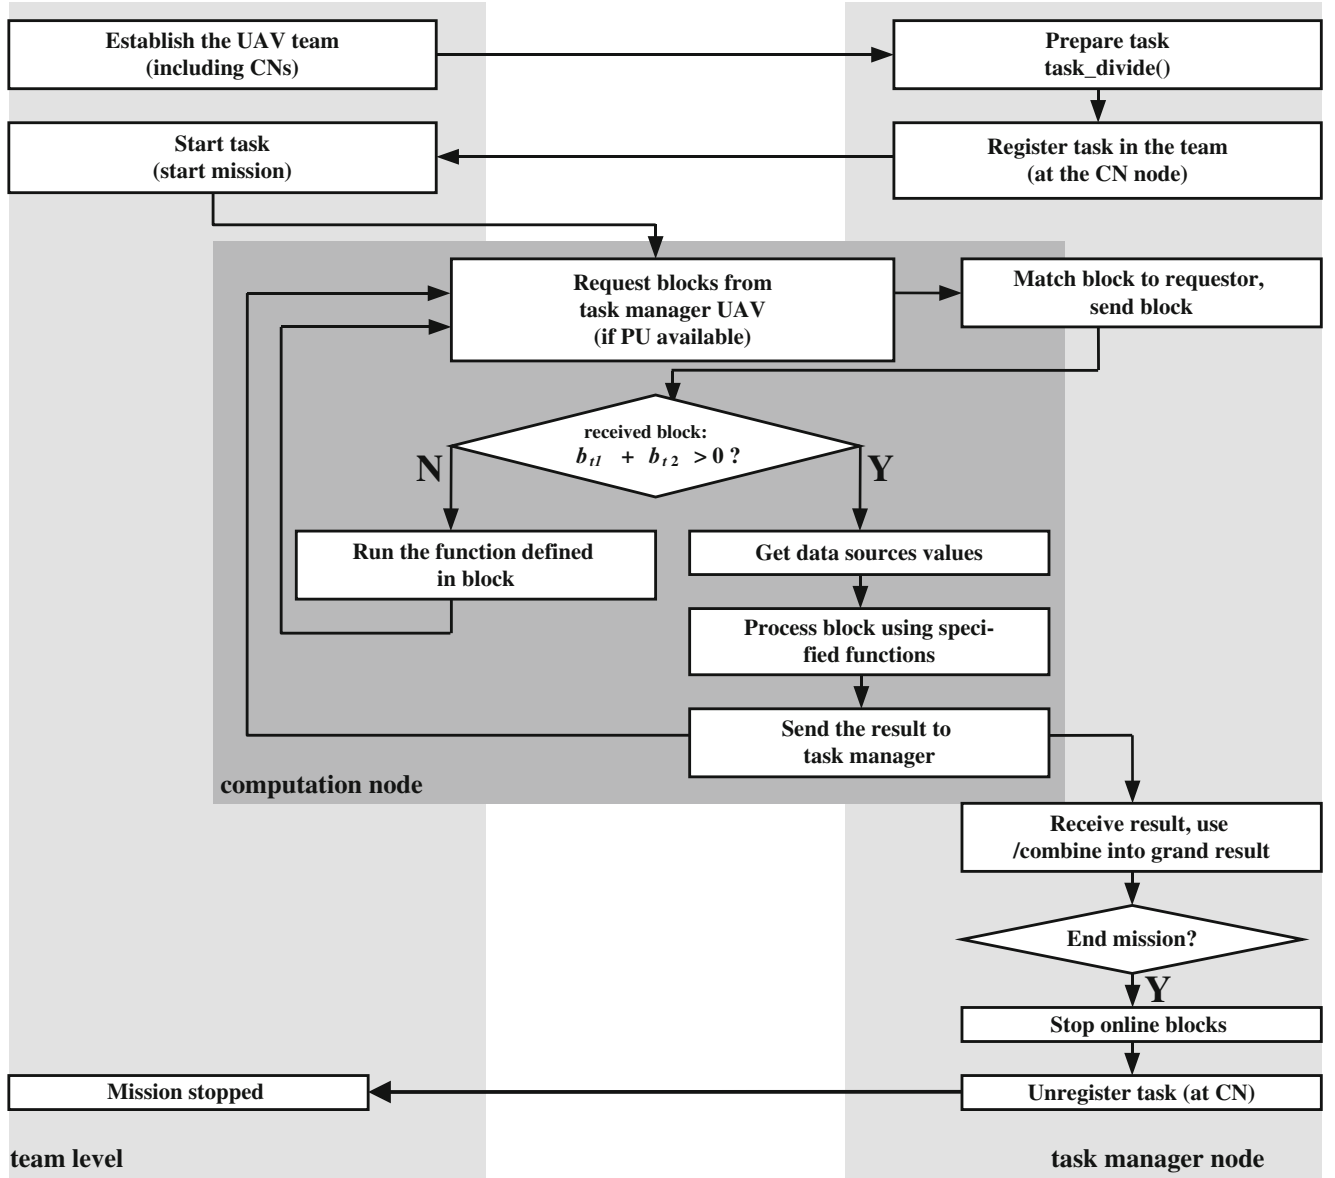 Establish the UAV team
(including CNs)
Prepare task
task_divide()
Start task
(start mission)
Register task in the team
(at the CN node)
Request blocks from
task manager UAV
(if PU available)
Match block to requestor,
send block
received block:
b t1 + b t 2 > 0 ?
N
Y
Run the function defined
in block
Get data sources values
Process block using speci-
fied functions
Send the result to
task manager
computation node
Receive result, use
/combine into grand result
End mission?
Y
Stop online blocks
Mission stopped
Unregister task (at CN)
team level
task manager node